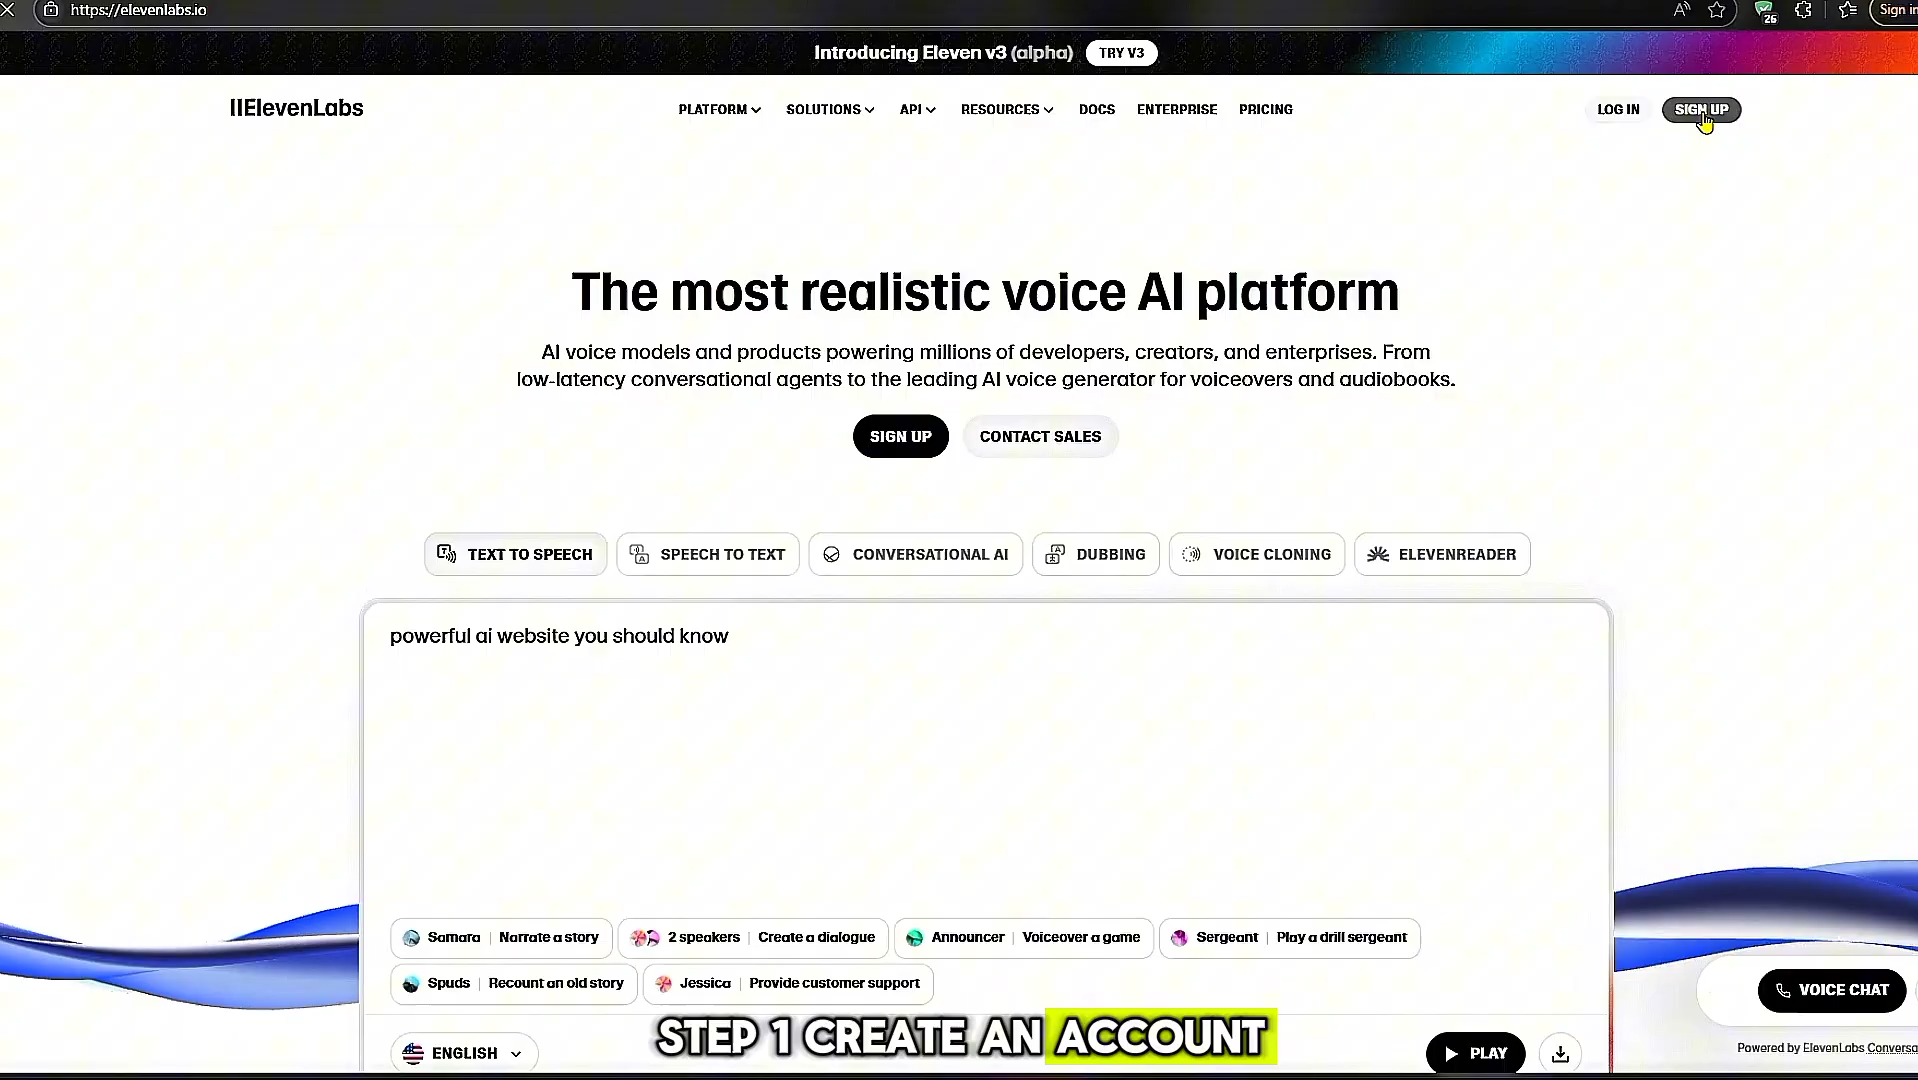 https://elevenlabs.io
Sign in
26
Introducing Eleven v3 (alpha) TRY V3
IIElevenLabs PLATFORM SOLUTIONS API RESOURCES DOCS ENTERPRISE PRICING LOG IN SIGN UP
The most realistic voice AI platform
AI voice models and products powering millions of developers, creators, and enterprises. From
low-latency conversational agents to the leading AI voice generator for voiceovers and audiobooks.
SIGN UP CONTACT SALES
TEXT TO SPEECH SPEECH TO TEXT CONVERSATIONAL AI DUBBING VOICE CLONING ELEVENREADER
powerful ai website you should know
Samara | Narrate a story 2 speakers | Create a dialogue Announcer | Voiceover a game Sergeant | Play a drill sergeant
Spuds | Recount an old story Jessica | Provide customer support
VOICE CHAT
STEP 1 CREATE AN ACCOUNT
ENGLISH PLAY
Powered by ElevenLabs Conversa